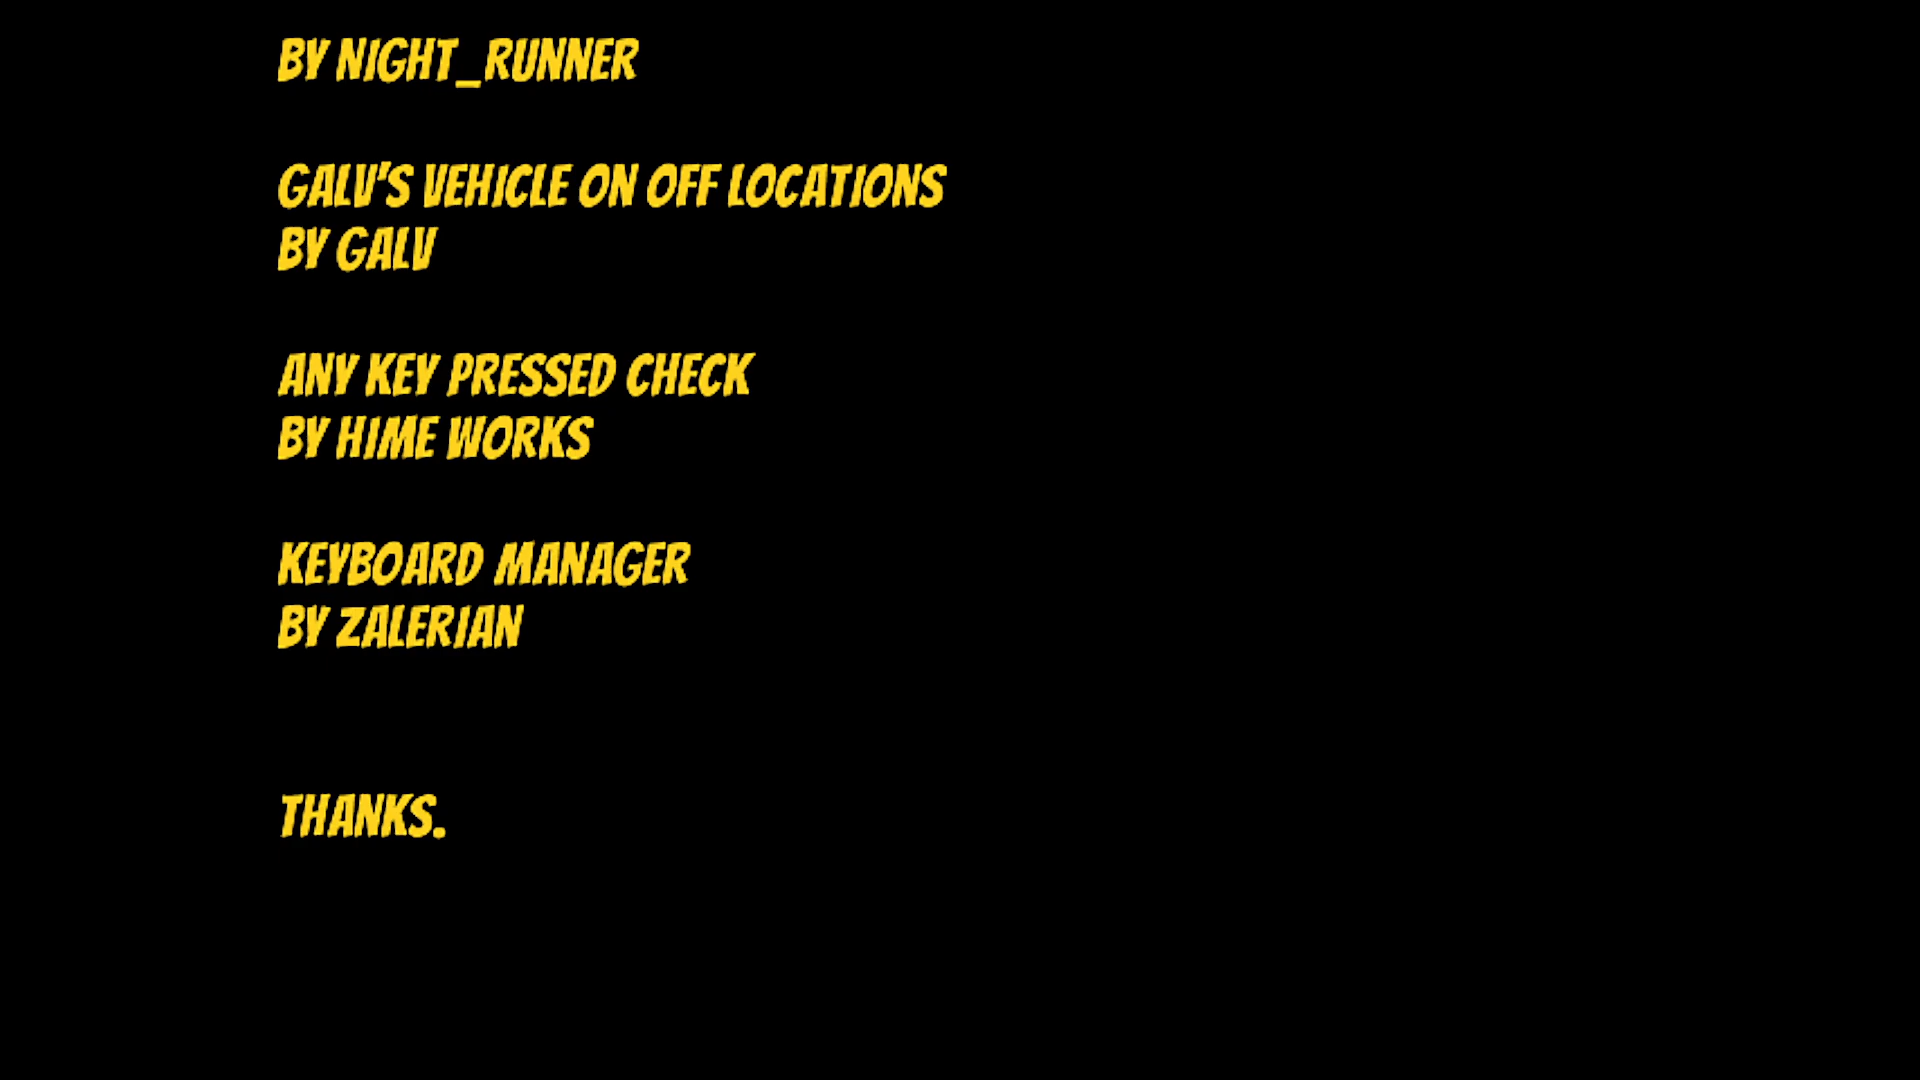 BY NIGHT_RUNNER
GALV'S VEHICLE ON OFF LOCATIONS
BY GALV
ANY KEY PRESSED CHECK
BY HIME WORKS
KEYBOARD MANAGER
BY ZALERIAN
THANKS.